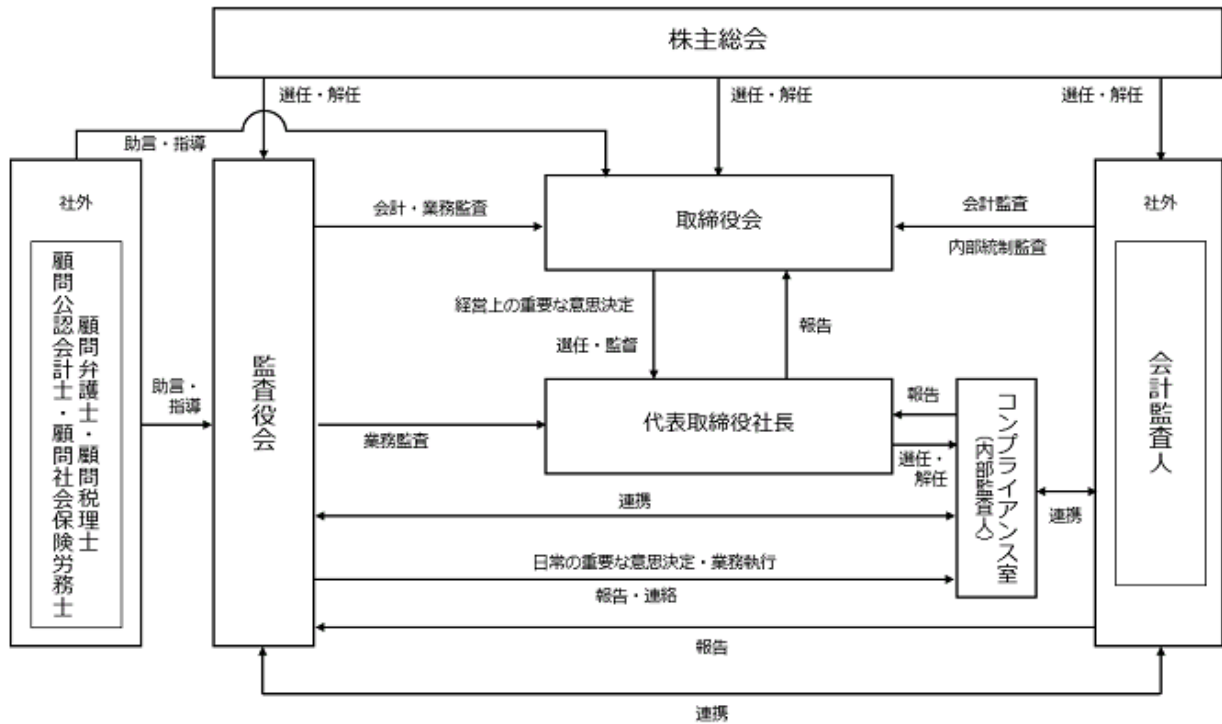 株主総会
選任・解任
選任・解任
選任・解任
助言・指導
社外
顧問弁護士・顧問税理士
顧問公認会計士・顧問社会保険労務士
助言・
指導
監査役会
会計・業務監査
取締役会
会計監査
内部統制監査
社外
会計監査人
経営上の重要な意思決定
選任・監督
報告
業務監査
代表取締役社長
報告
選任・
解任
コンプライアンス室
(内部監査人)
連携
連携
日常の重要な意思決定・業務執行
報告・連絡
報告
連携